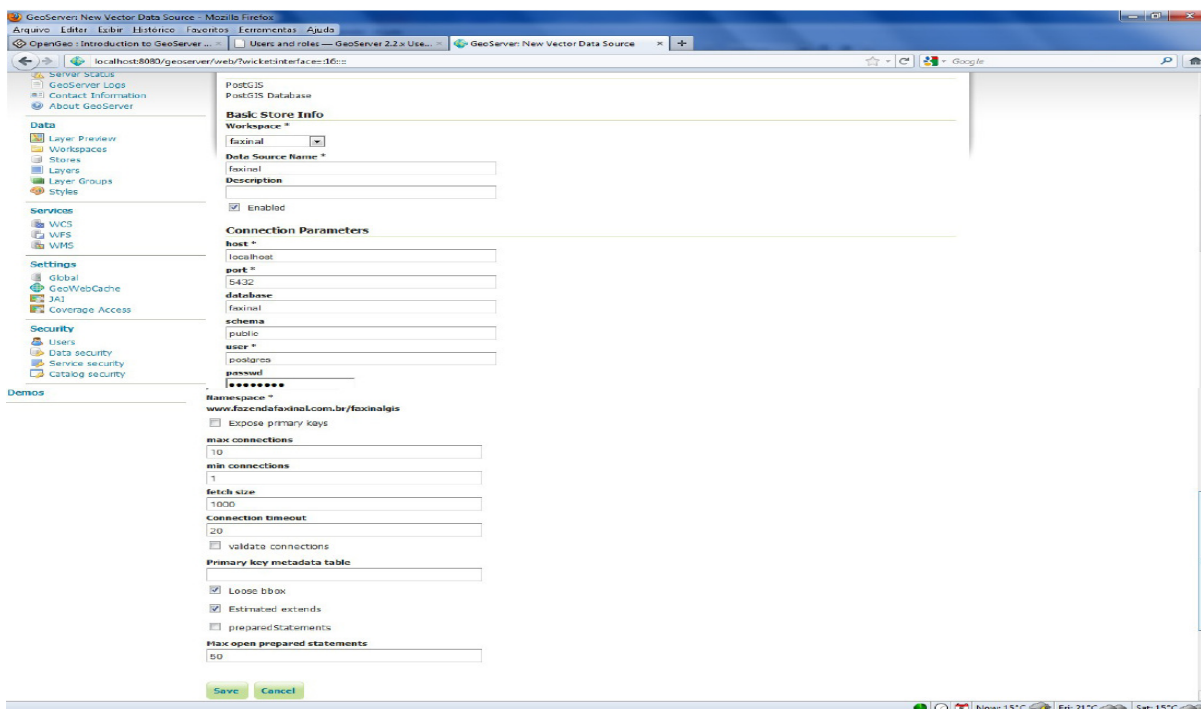 GeoServer: New Vector Data Source - Mozilla Firefox
Arquivo Editar Exibir Histórico Favoritos Ferramentas Ajuda
OpenGeo : Introduction to GeoServer ...
Users and roles — GeoServer 2.2.x Use...
GeoServer: New Vector Data Source
localhost:8080/geoserver/web/?wicket:interface=:16::::
Google
Server Status
GeoServer Logs
Contact Information
About GeoServer
Data
Layer Preview
Workspaces
Stores
Layers
Layer Groups
Styles
Services
WCS
WFS
WMS
Settings
Global
GeoWebCache
JAI
Coverage Access
Security
Users
Data security
Service security
Catalog security
Demos
PostGIS
PostGIS Database
Basic Store Info
Workspace *
faxinal
Data Source Name *
faxinal
Description
Enabled
Connection Parameters
host *
localhost
port *
5432
database
faxinal
schema
public
user *
postgres
passwd
••••••••
Namespace *
www.fazendafaxinal.com.br/faxinalgis
Expose primary keys
max connections
10
min connections
1
fetch size
1000
Connection timeout
20
validate connections
Primary key metadata table
Loose bbox
Estimated extends
preparedStatements
Max open prepared statements
50
Save Cancel
Now: 15°C Fri: 21°C Sat: 15°C